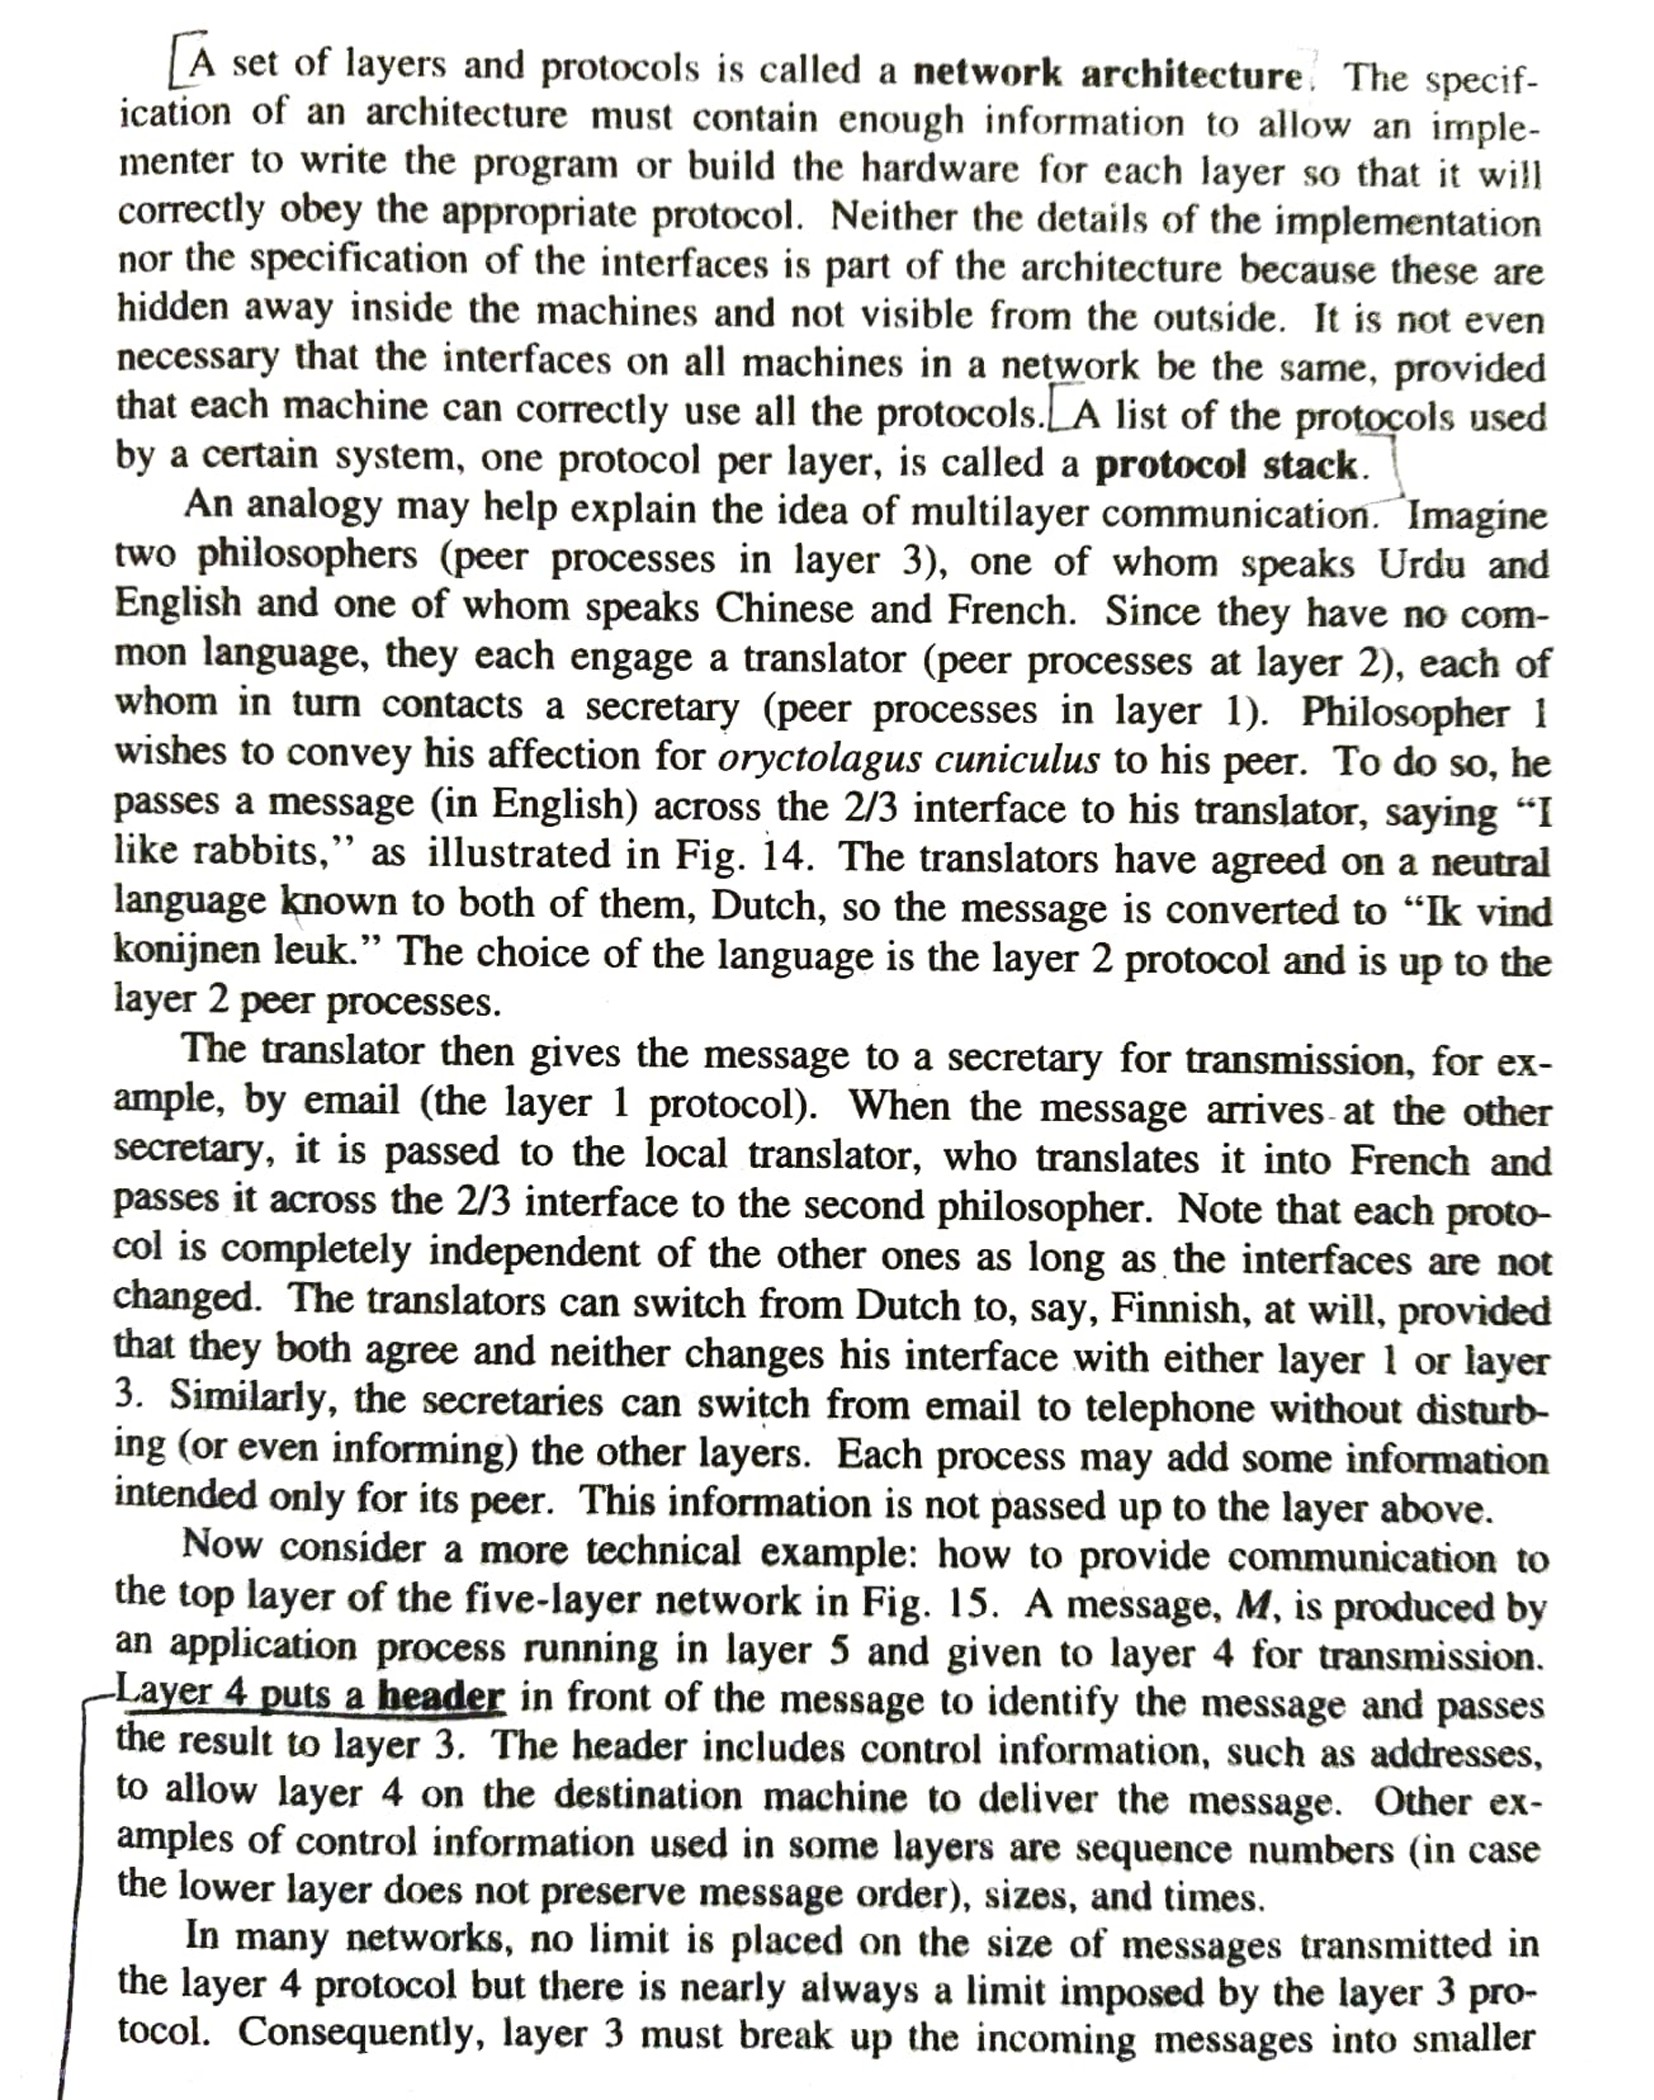 A set of layers and protocols is called a network architecture. The specif-
ication of an architecture must contain enough information to allow an imple-
menter to write the program or build the hardware for each layer so that it will
correctly obey the appropriate protocol. Neither the details of the implementation
nor the specification of the interfaces is part of the architecture because these are
hidden away inside the machines and not visible from the outside. It is not even
necessary that the interfaces on all machines in a network be the same, provided
that each machine can correctly use all the protocols. A list of the protocols used
by a certain system, one protocol per layer, is called a protocol stack.
An analogy may help explain the idea of multilayer communication. Imagine
two philosophers (peer processes in layer 3), one of whom speaks Urdu and
English and one of whom speaks Chinese and French. Since they have no com-
mon language, they each engage a translator (peer processes at layer 2), each of
whom in turn contacts a secretary (peer processes in layer 1). Philosopher 1
wishes to convey his affection for oryctolagus cuniculus to his peer. To do so, he
passes a message (in English) across the 2/3 interface to his translator, saying “I
like rabbits,” as illustrated in Fig. 14. The translators have agreed on a neutral
language known to both of them, Dutch, so the message is converted to “Ik vind
konijnen leuk.” The choice of the language is the layer 2 protocol and is up to the
layer 2 peer processes.
The translator then gives the message to a secretary for transmission, for ex-
ample, by email (the layer 1 protocol). When the message arrives at the other
secretary, it is passed to the local translator, who translates it into French and
passes it across the 2/3 interface to the second philosopher. Note that each proto-
col is completely independent of the other ones as long as the interfaces are not
changed. The translators can switch from Dutch to, say, Finnish, at will, provided
that they both agree and neither changes his interface with either layer 1 or layer
3. Similarly, the secretaries can switch from email to telephone without disturb-
ing (or even informing) the other layers. Each process may add some information
intended only for its peer. This information is not passed up to the layer above.
Now consider a more technical example: how to provide communication to
the top layer of the five-layer network in Fig. 15. A message, M, is produced by
an application process running in layer 5 and given to layer 4 for transmission.
Layer 4 puts a header in front of the message to identify the message and passes
the result to layer 3. The header includes control information, such as addresses,
to allow layer 4 on the destination machine to deliver the message. Other ex-
amples of control information used in some layers are sequence numbers (in case
the lower layer does not preserve message order), sizes, and times.
In many networks, no limit is placed on the size of messages transmitted in
the layer 4 protocol but there is nearly always a limit imposed by the layer 3 pro-
tocol. Consequently, layer 3 must break up the incoming messages into smaller